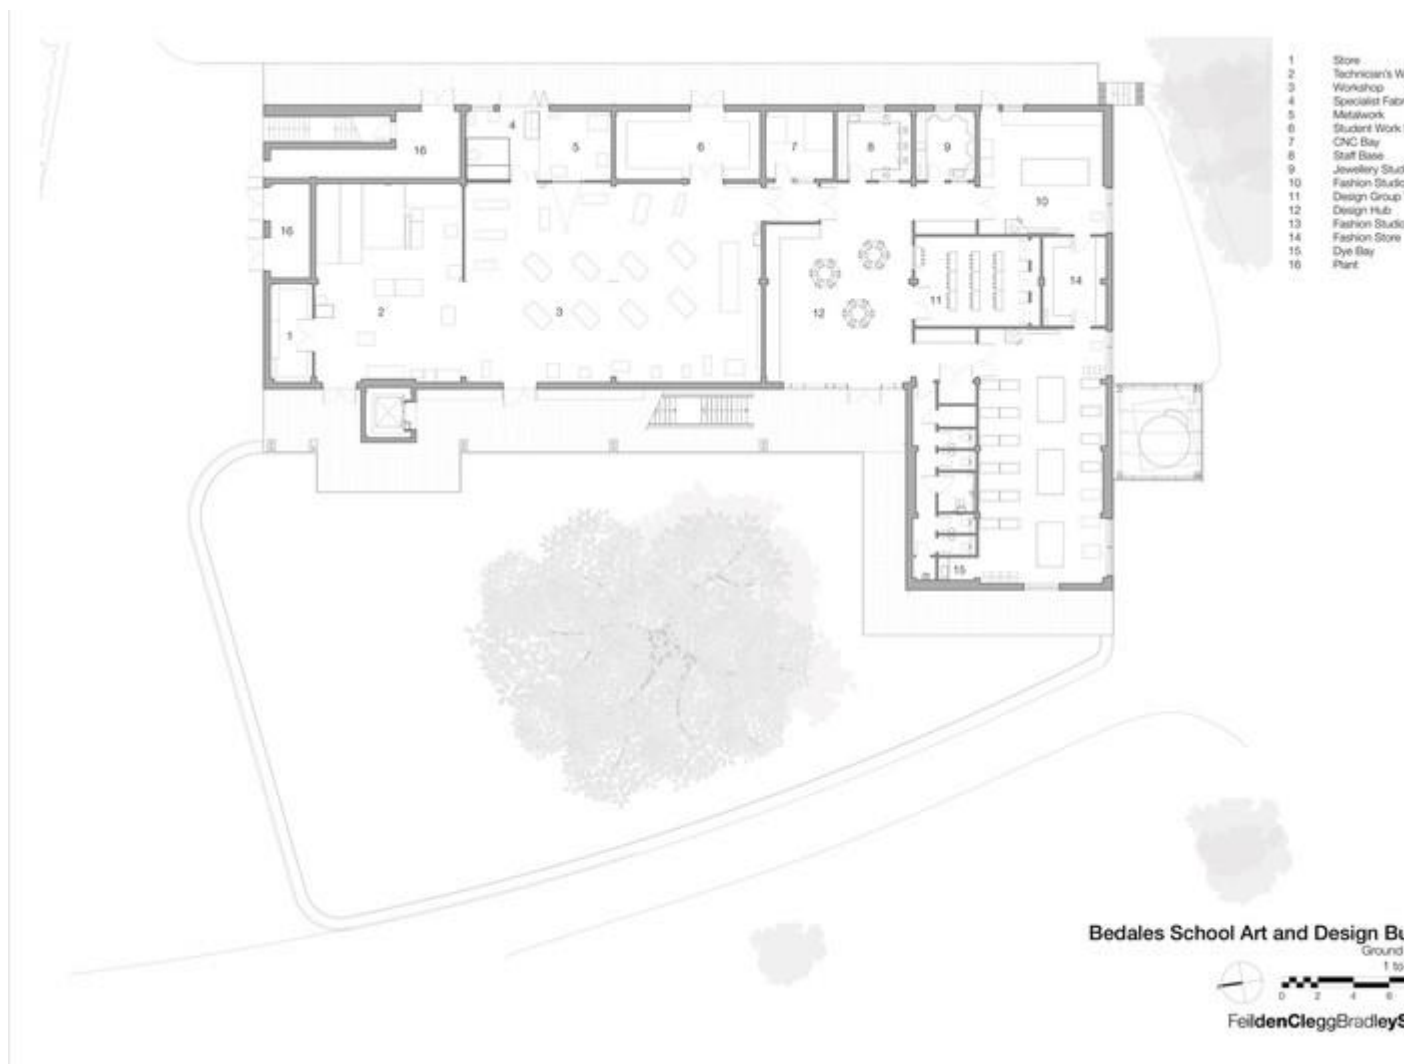 1 Store
2 Technician's W
3 Workshop
4 Specialist Fabr
5 Metalwork
6 Student Work
7 CNC Bay
8 Staff Base
9 Jewellery Stud
10 Fashion Studio
11 Design Group
12 Design Hub
13 Fashion Studio
14 Fashion Store
15 Dye Bay
16 Plant
4
16
5
6
7
8
9
10
16
14
11
12
2
3
1
15
Bedales School Art and Design Bu
Ground
1 to
0 2 4 6
FeildenCleggBradleyS